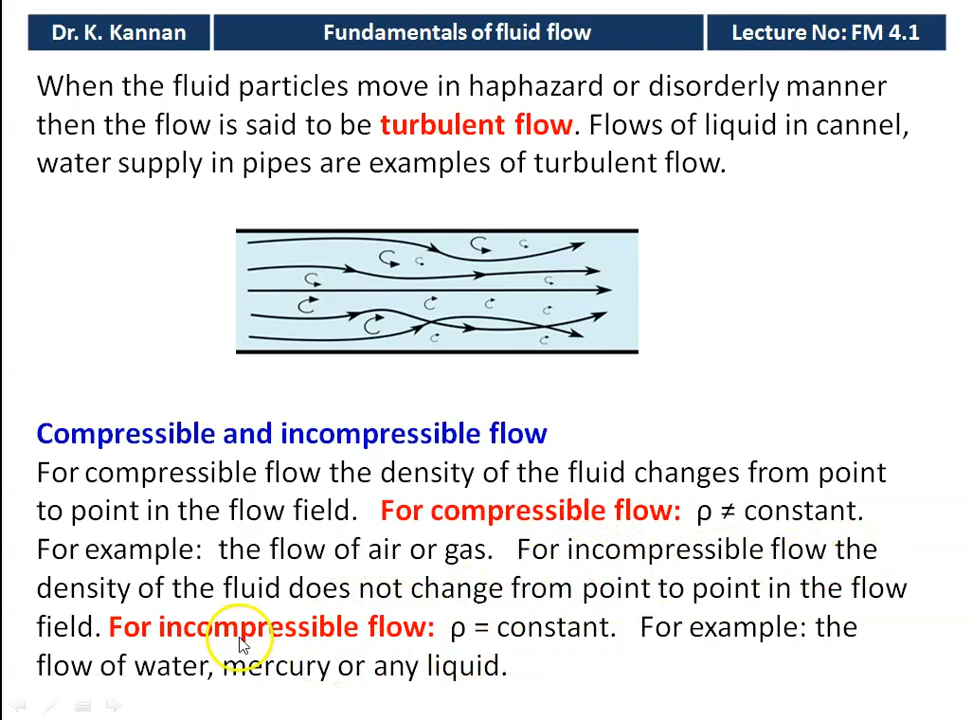 Dr. K. Kannan
Fundamentals of fluid flow
Lecture No: FM 4.1
When the fluid particles move in haphazard or disorderly manner
then the flow is said to be turbulent flow. Flows of liquid in cannel,
water supply in pipes are examples of turbulent flow.
Compressible and incompressible flow
For compressible flow the density of the fluid changes from point
to point in the flow field. For compressible flow: ρ ≠ constant.
For example: the flow of air or gas. For incompressible flow the
density of the fluid does not change from point to point in the flow
field. For incompressible flow: ρ = constant. For example: the
flow of water, mercury or any liquid.